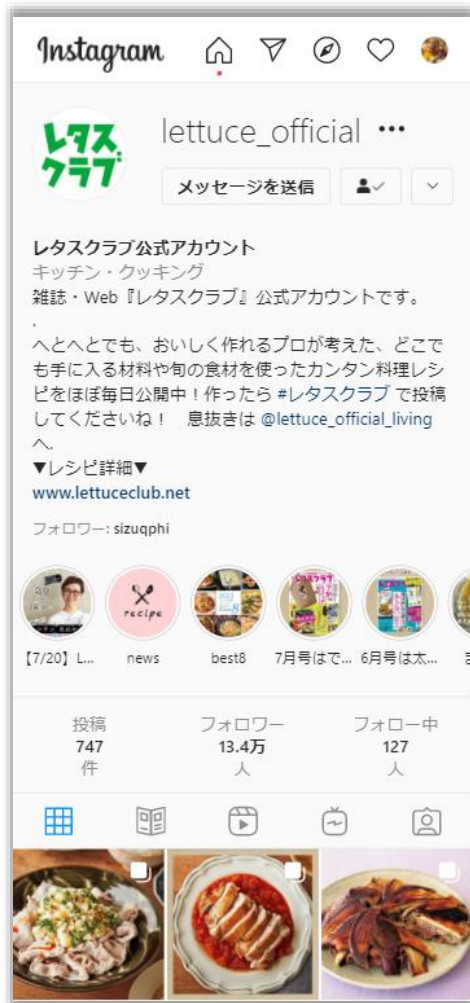 Instagram
レタス
クラブ
lettuce_official •••
メッセージを送信
レタスクラブ公式アカウント
キッチン・クッキング
雑誌・Web『レタスクラブ』公式アカウントです。
.
へとへとでも、おいしく作れるプロが考えた、どこで
も手に入る材料や旬の食材を使ったカンタン料理レシ
ピをほぼ毎日公開中！作ったら #レタスクラブ で投稿
してくださいね！　息抜きは @lettuce_official_living
へ.
▼レシピ詳細▼
www.lettuceclub.net
フォロワー: sizuqphi
recipe
【7/20】L... news best8 7月号はで... 6月号は太...
投稿 フォロワー フォロー中
747 13.4万 127
件 人 人